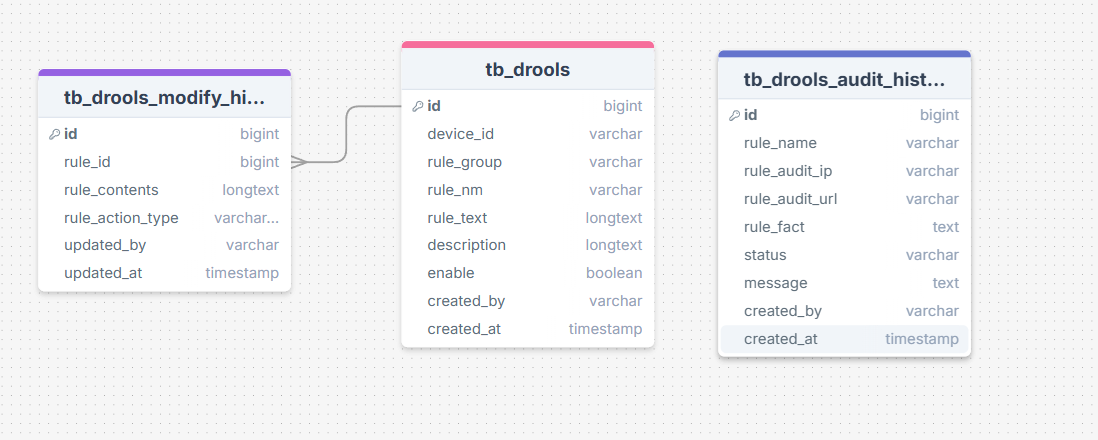 tb_drools_modify_hi...
id bigint
rule_id bigint
rule_contents longtext
rule_action_type varchar...
updated_by varchar
updated_at timestamp
tb_drools
id bigint
device_id varchar
rule_group varchar
rule_nm varchar
rule_text longtext
description longtext
enable boolean
created_by varchar
created_at timestamp
tb_drools_audit_hist...
id bigint
rule_name varchar
rule_audit_ip varchar
rule_audit_url varchar
rule_fact text
status varchar
message text
created_by varchar
created_at timestamp